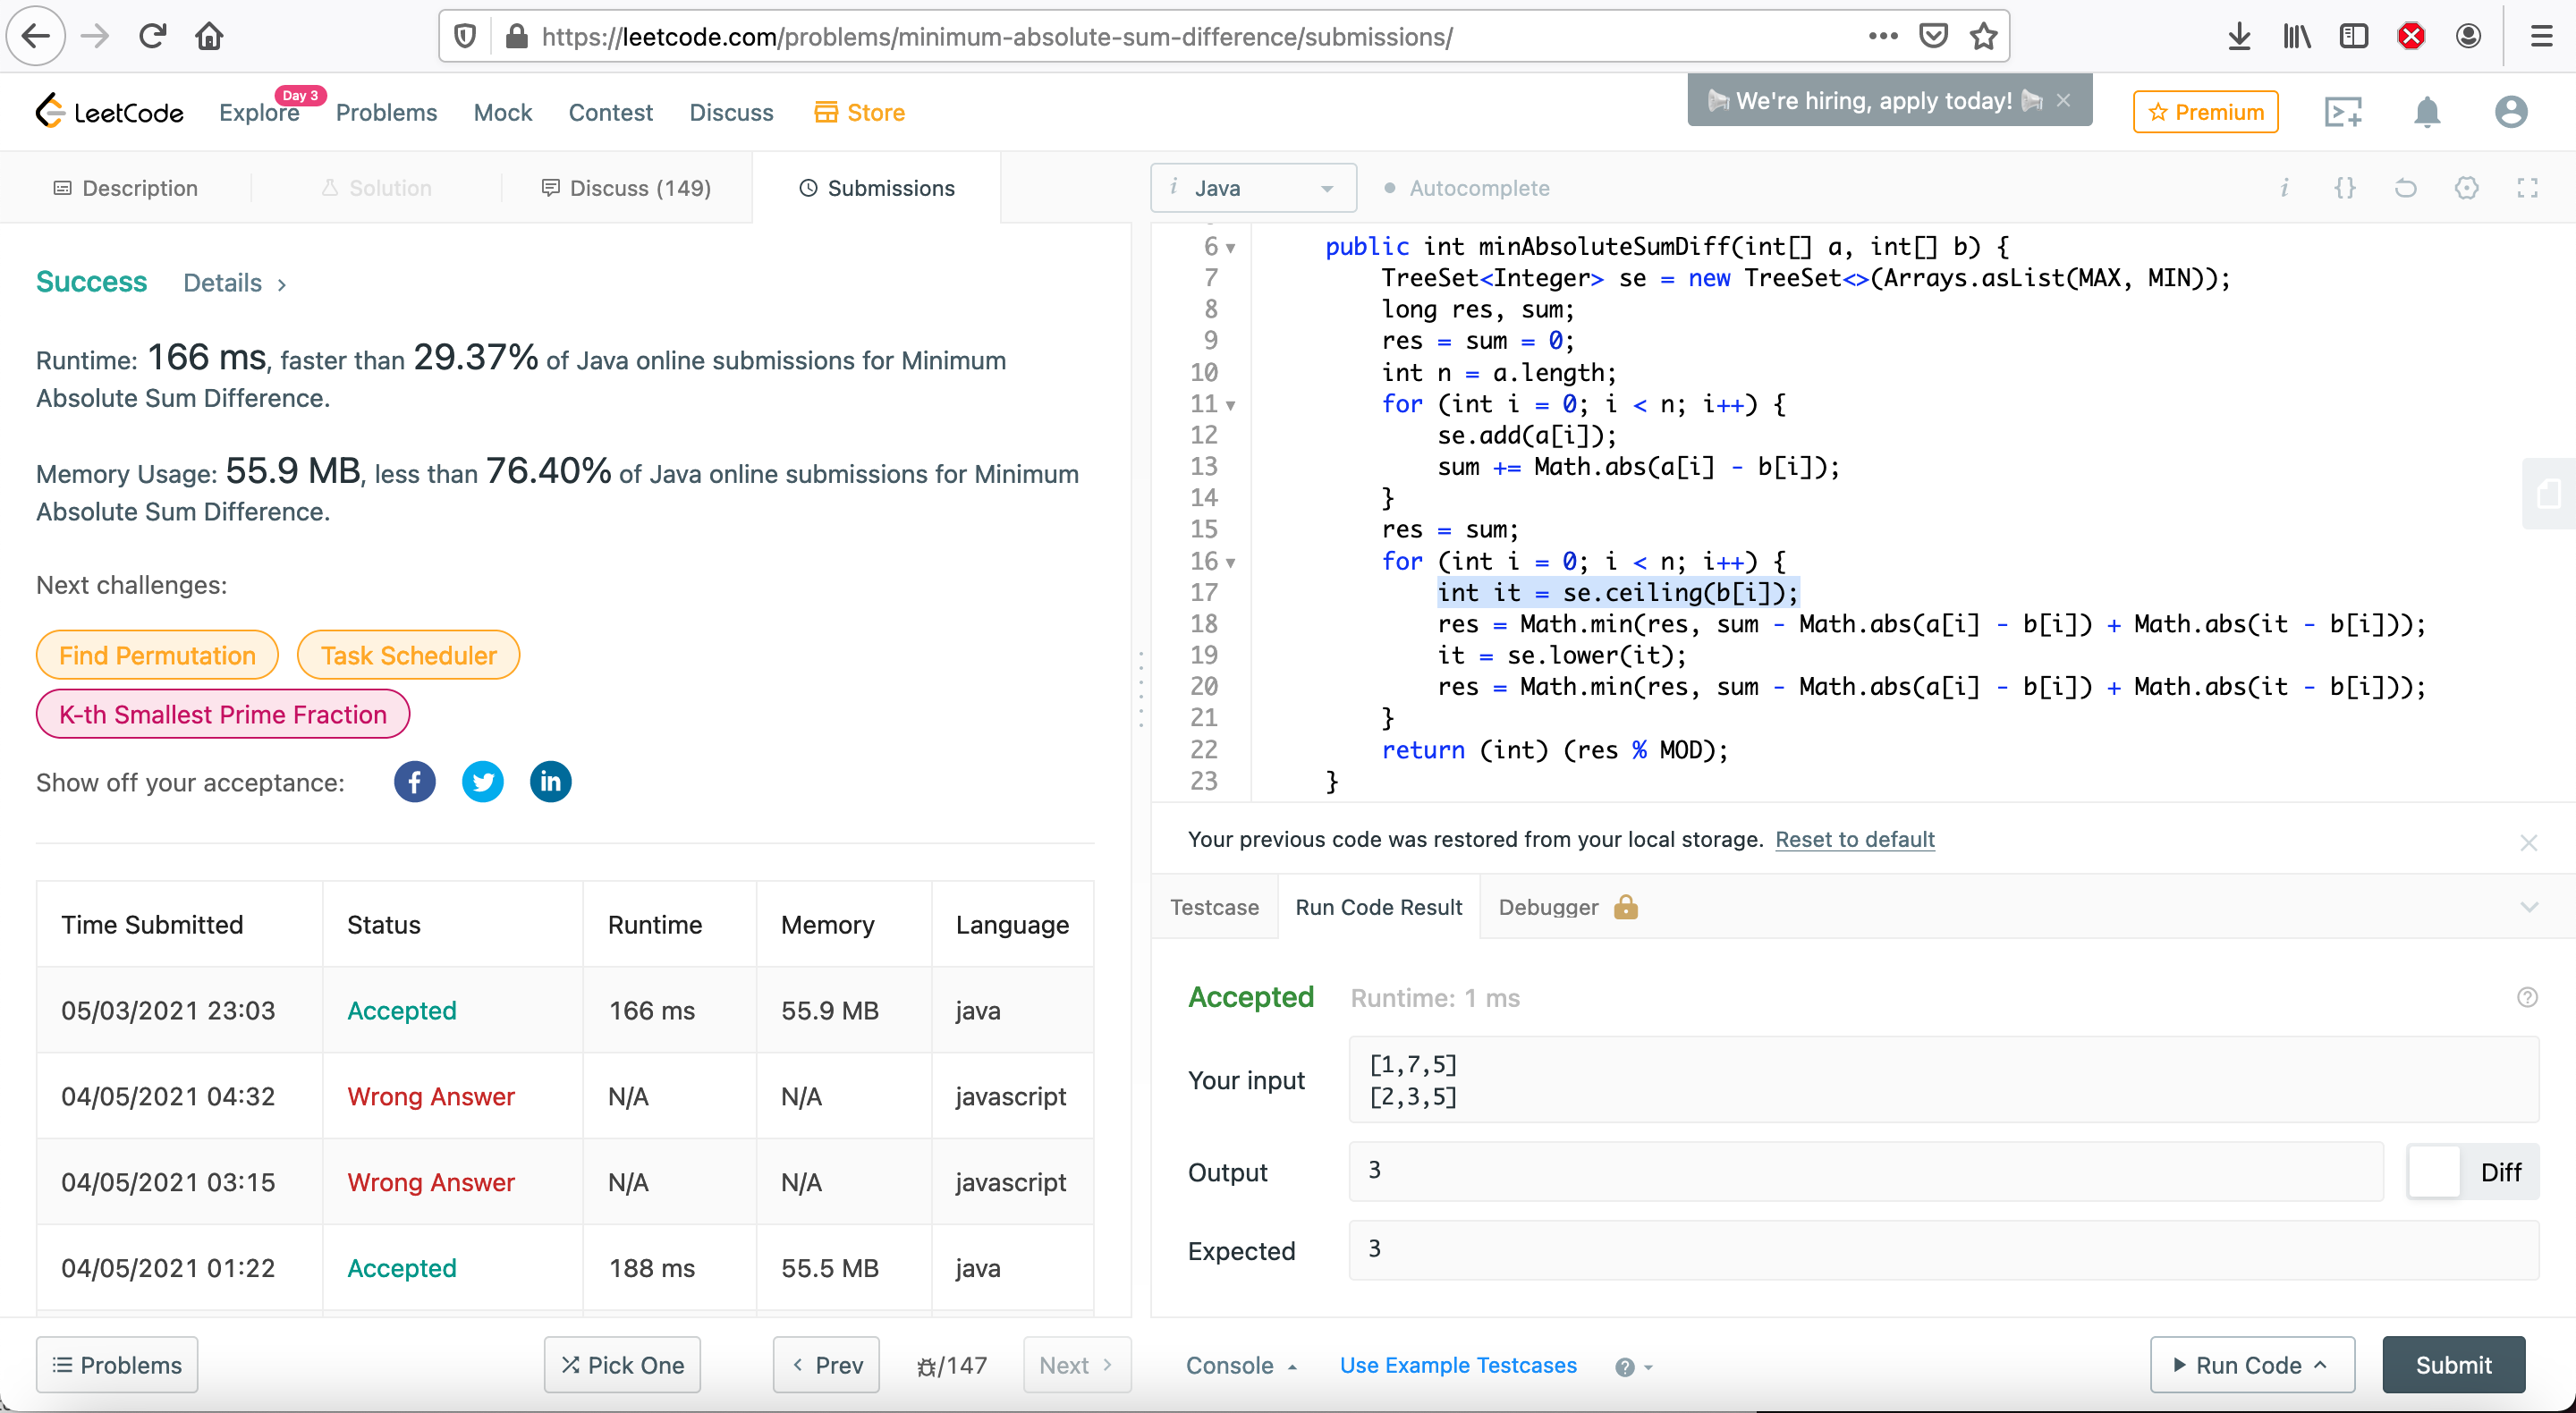 https://leetcode.com/problems/minimum-absolute-sum-difference/submissions/
LeetCode
Explore
Day 3
Problems
Mock
Contest
Discuss
Store
We're hiring, apply today!
Premium
Description
Solution
Discuss (149)
Submissions
i Java
Autocomplete
Success
Details
Runtime: 166 ms, faster than 29.37% of Java online submissions for Minimum
Absolute Sum Difference.
Memory Usage: 55.9 MB, less than 76.40% of Java online submissions for Minimum
Absolute Sum Difference.
Next challenges:
Find Permutation
Task Scheduler
K-th Smallest Prime Fraction
Show off your acceptance:
Time Submitted Status Runtime Memory Language
05/03/2021 23:03 Accepted 166 ms 55.9 MB java
04/05/2021 04:32 Wrong Answer N/A N/A javascript
04/05/2021 03:15 Wrong Answer N/A N/A javascript
04/05/2021 01:22 Accepted 188 ms 55.5 MB java
Problems
Pick One
Prev
/147
Next
6 public int minAbsoluteSumDiff(int[] a, int[] b) {
7 TreeSet<Integer> se = new TreeSet<>(Arrays.asList(MAX, MIN));
8 long res, sum;
9 res = sum = 0;
10 int n = a.length;
11 for (int i = 0; i < n; i++) {
12 se.add(a[i]);
13 sum += Math.abs(a[i] - b[i]);
14 }
15 res = sum;
16 for (int i = 0; i < n; i++) {
17 int it = se.ceiling(b[i]);
18 res = Math.min(res, sum - Math.abs(a[i] - b[i]) + Math.abs(it - b[i]));
19 it = se.lower(it);
20 res = Math.min(res, sum - Math.abs(a[i] - b[i]) + Math.abs(it - b[i]));
21 }
22 return (int) (res % MOD);
23 }
Your previous code was restored from your local storage. Reset to default
Testcase
Run Code Result
Debugger
Accepted Runtime: 1 ms
Your input
[1,7,5]
[2,3,5]
Output
3
Diff
Expected
3
Console
Use Example Testcases
Run Code
Submit